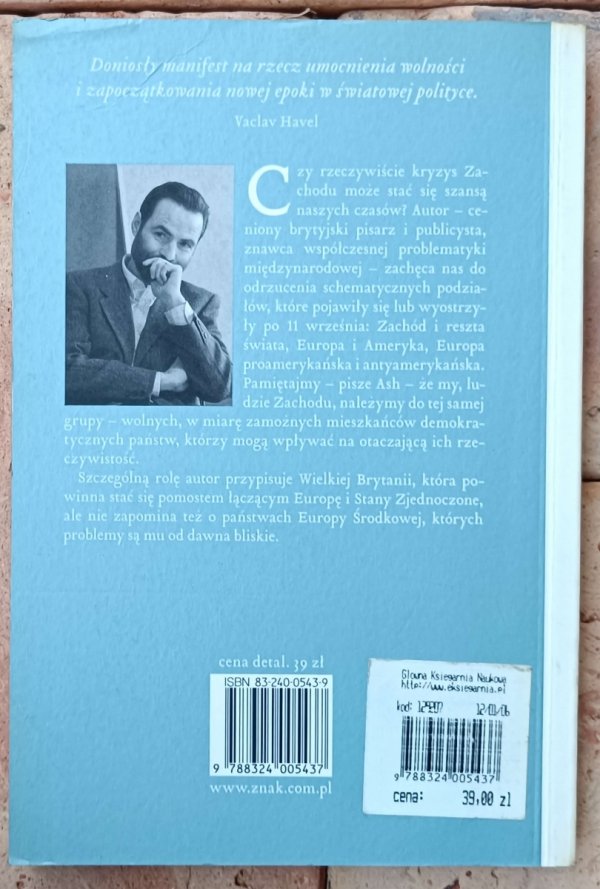 Doniosły manifest na rzecz umocnienia wolności
i zapoczątkowania nowej epoki w światowej polityce.
Vaclav Havel
Czy rzeczywiście kryzys Za-
chodu może stać się szansą
naszych czasów? Autor – ce-
niony brytyjski pisarz i publicysta,
znawca współczesnej problematyki
międzynarodowej – zachęca nas do
odrzucenia schematycznych podzia-
łów, które pojawiły się lub wyostrzy-
ły po 11 września: Zachód i reszta
świata, Europa i Ameryka, Europa
proamerykańska i antyamerykańska.
Pamiętajmy – pisze Ash – że my, lu-
dzie Zachodu, należymy do tej samej
grupy – wolnych, w miarę zamożnych mieszkańców demokra-
tycznych państw, którzy mogą wpływać na otaczającą ich rze-
czywistość.
Szczególną rolę autor przypisuje Wielkiej Brytanii, która po-
winna stać się pomostem łączącym Europę i Stany Zjednoczone,
ale nie zapomina też o państwach Europy Środkowej, których
problemy są mu od dawna bliskie.
cena detal. 39 zł
ISBN 83-240-0543-9
9 788324 005437
www.znak.com.pl
Główna Księgarnia Naukowa
http://www.eksiegarnia.pl
kod: 129297 12/01/06
9 788324 005437
cena: 39,00 zł